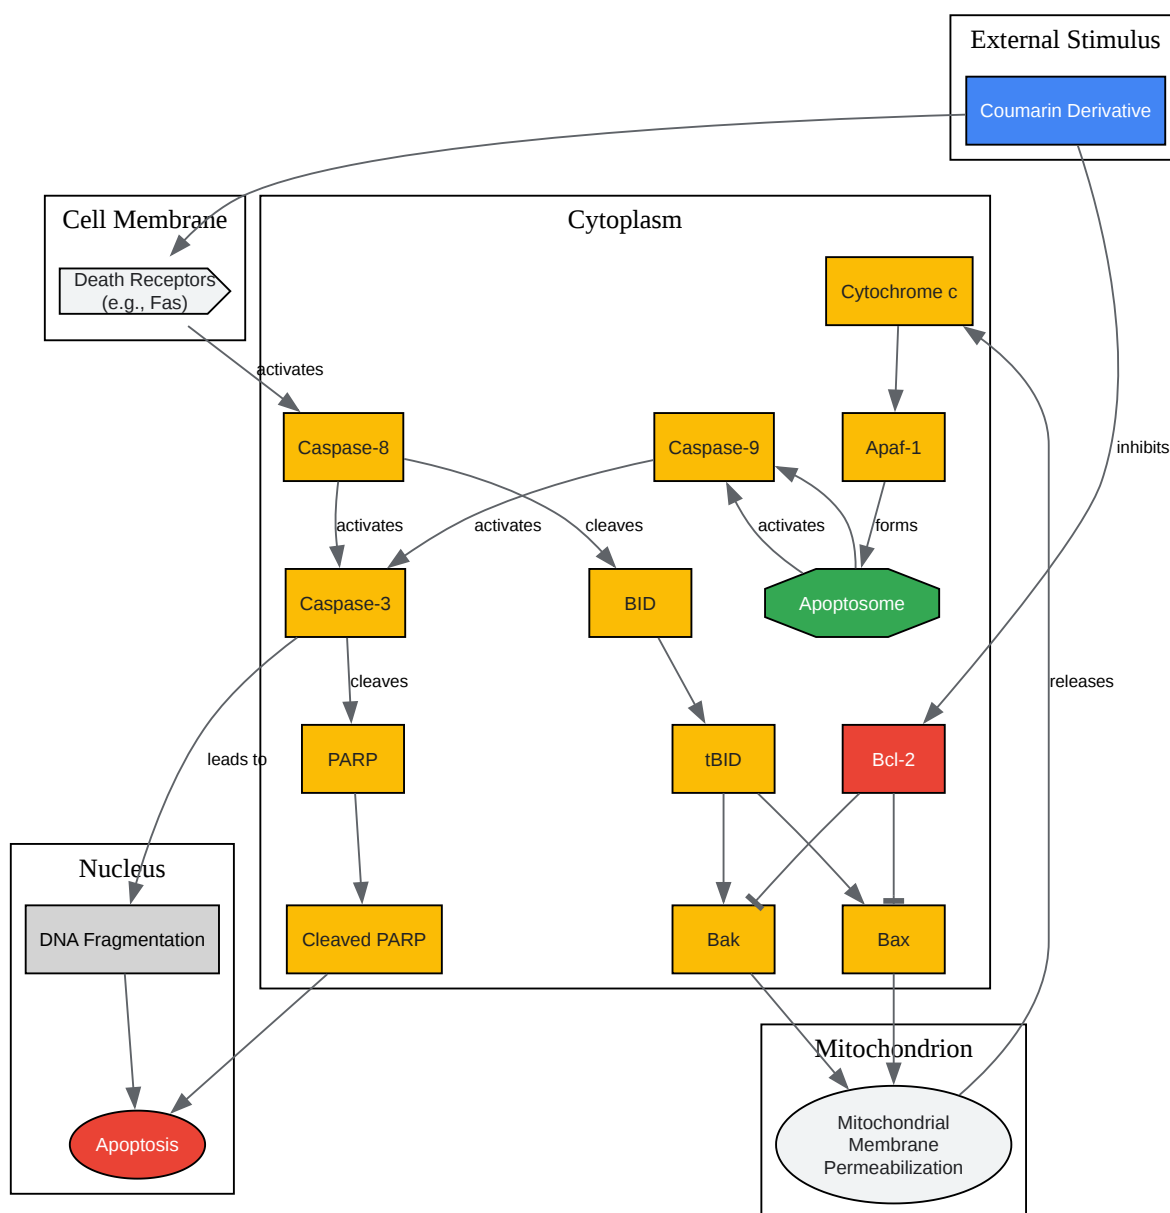 External Stimulus
Coumarin Derivative
Cell Membrane
Cytoplasm
Death Receptors
(e.g., Fas)
Cytochrome c
activates
Caspase-8
Caspase-9
Apaf-1
inhibits
activates
activates
cleaves
activates
forms
Caspase-3
BID
Apoptosome
cleaves
releases
leads to
PARP
tBID
Bcl-2
Nucleus
DNA Fragmentation
Cleaved PARP
Bak
Bax
Mitochondrion
Apoptosis
Mitochondrial
Membrane
Permeabilization